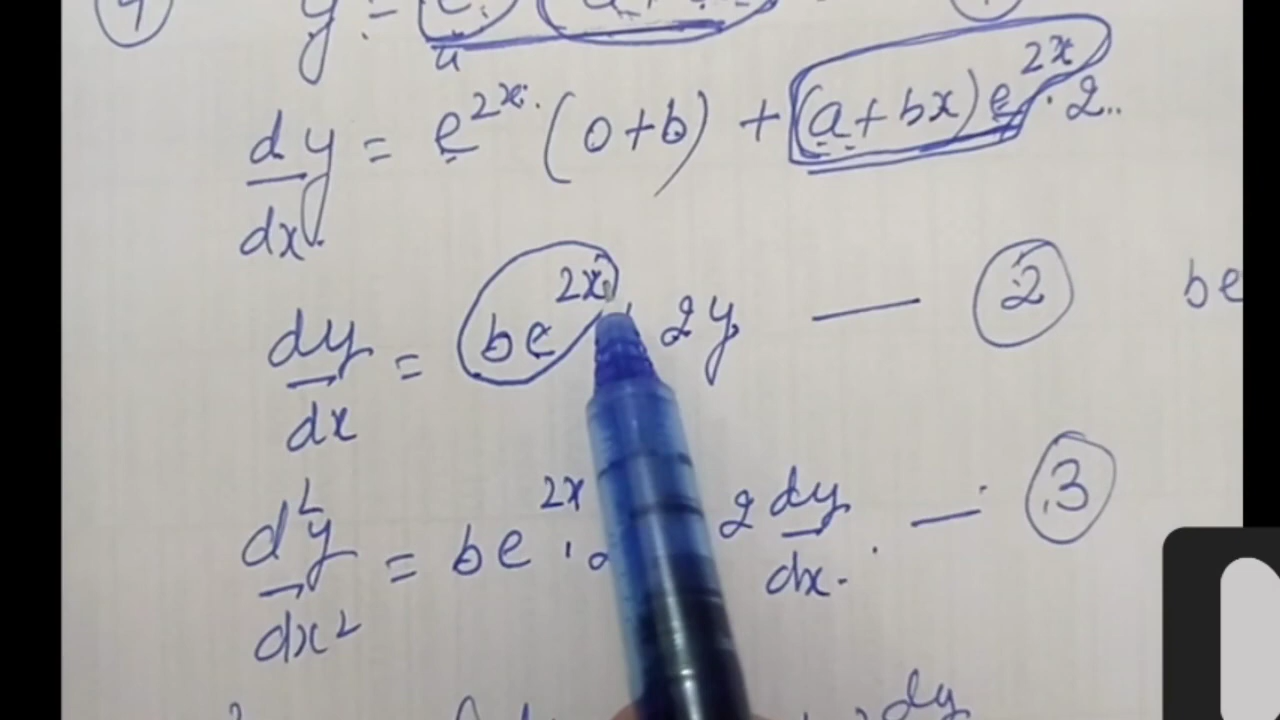 y =
u
dy/dx = e^{2x}. (0+b) + (a+bx) e^{2x}. 2..
dy/dx = be^{2x} 2y — ② be
d²y/dx² = be^{2x} . 2 dy/dx. — ③
dy